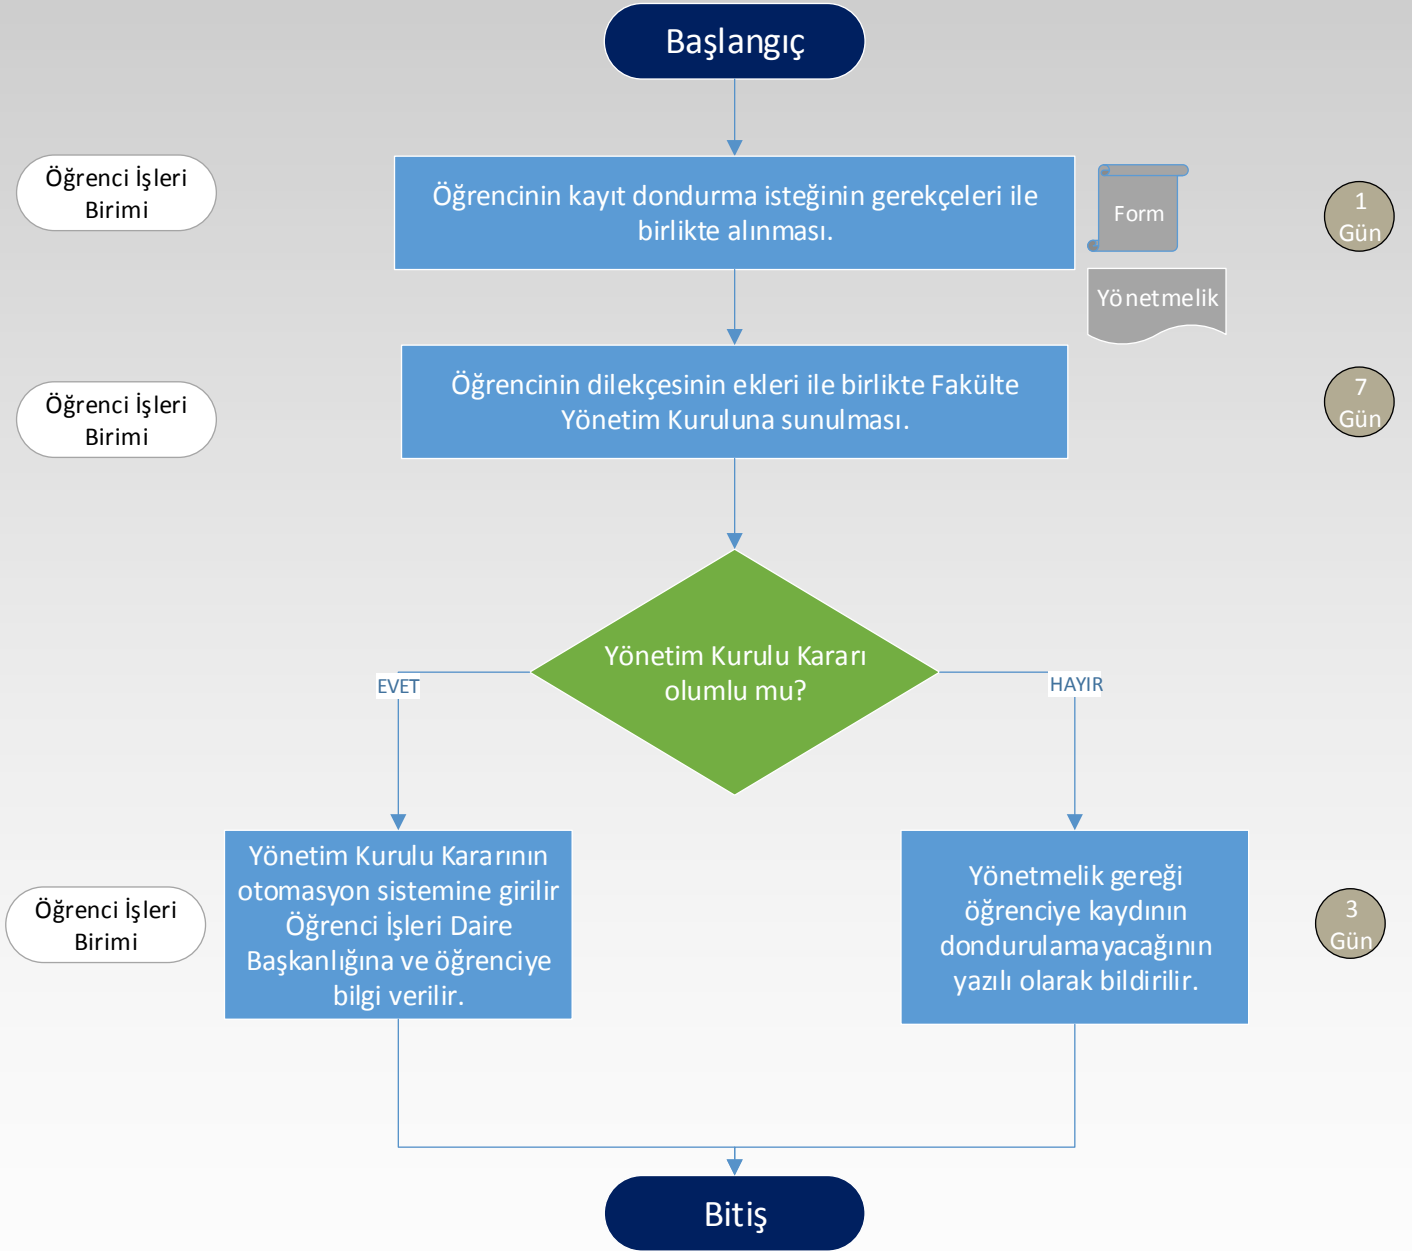 Başlangıç
Öğrenci İşleri
Birimi
Öğrencinin kayıt dondurma isteğinin gerekçeleri ile
birlikte alınması.
Form
Yönetmelik
1
Gün
Öğrenci İşleri
Birimi
Öğrencinin dilekçesinin ekleri ile birlikte Fakülte
Yönetim Kuruluna sunulması.
7
Gün
Yönetim Kurulu Kararı
olumlu mu?
EVET
HAYIR
Öğrenci İşleri
Birimi
Yönetim Kurulu Kararının
otomasyon sistemine girilir
Öğrenci İşleri Daire
Başkanlığına ve öğrenciye
bilgi verilir.
Yönetmelik gereği
öğrenciye kaydının
dondurulamayacağının
yazılı olarak bildirilir.
3
Gün
Bitiş